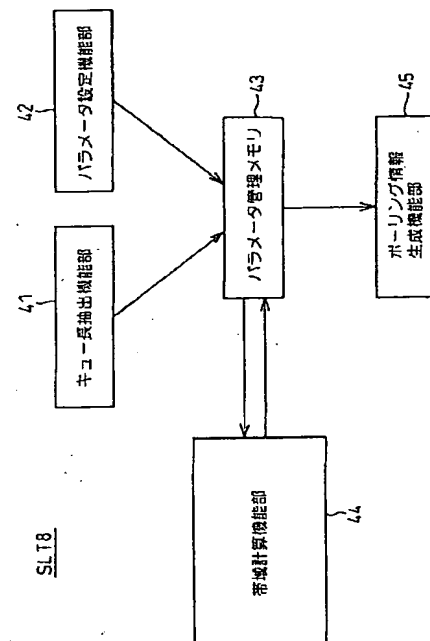 SLT8
41
キュー長抽出機能部
42
パラメータ設定機能部
43
パラメータ管理メモリ
44
帯域計算機能部
45
ポーリング情報
生成機能部